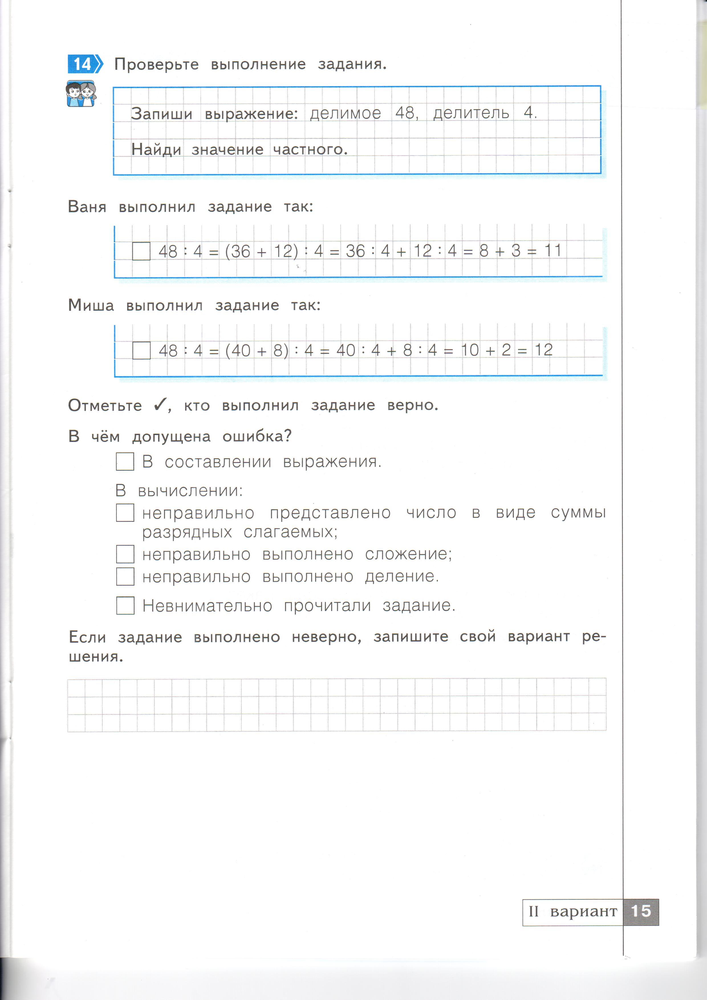 14 Проверьте выполнение задания.
Запиши выражение: делимое 48, делитель 4.
Найди значение частного.
Ваня выполнил задание так:
48 : 4 = (36 + 12) : 4 = 36 : 4 + 12 : 4 = 8 + 3 = 11
Миша выполнил задание так:
48 : 4 = (40 + 8) : 4 = 40 : 4 + 8 : 4 = 10 + 2 = 12
Отметьте ✓, кто выполнил задание верно.
В чём допущена ошибка?
В составлении выражения.
В вычислении:
неправильно представлено число в виде суммы
разрядных слагаемых;
неправильно выполнено сложение;
неправильно выполнено деление.
Невнимательно прочитали задание.
Если задание выполнено неверно, запишите свой вариант ре-
шения.
II вариант 15